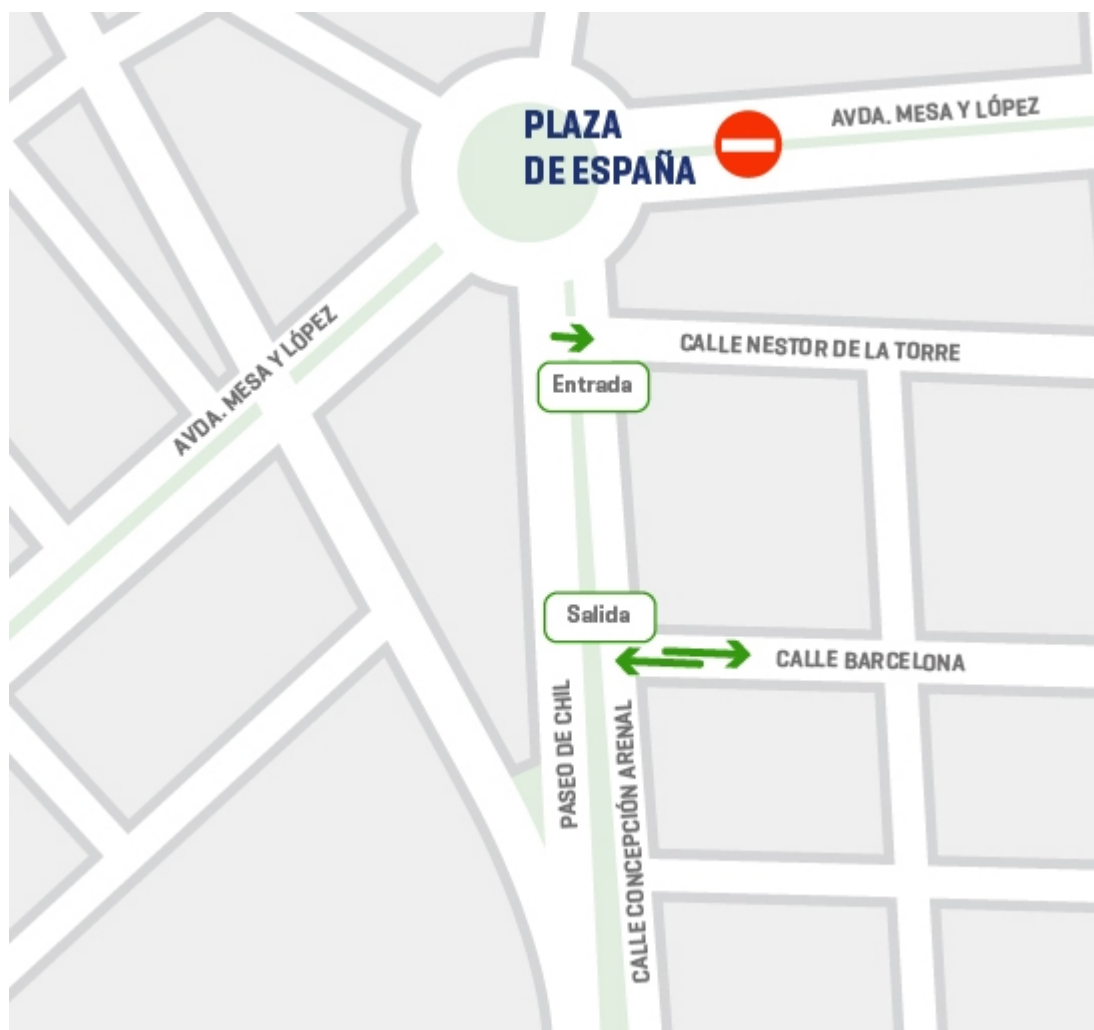 PLAZA
DE ESPAÑA
AVDA. MESA Y LÓPEZ
CALLE NESTOR DE LA TORRE
AVDA. MESA Y LÓPEZ
Entrada
Salida
CALLE BARCELONA
PASEO DE CHIL
CALLE CONCEPCIÓN ARENAL